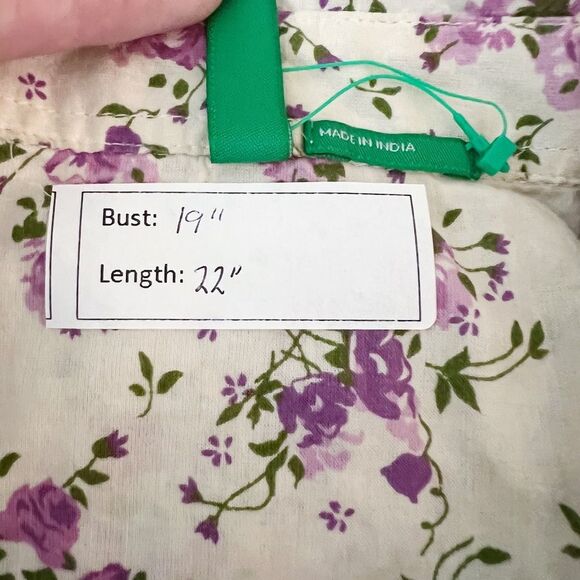 MADE IN INDIA
Bust: 19"
Length: 22"